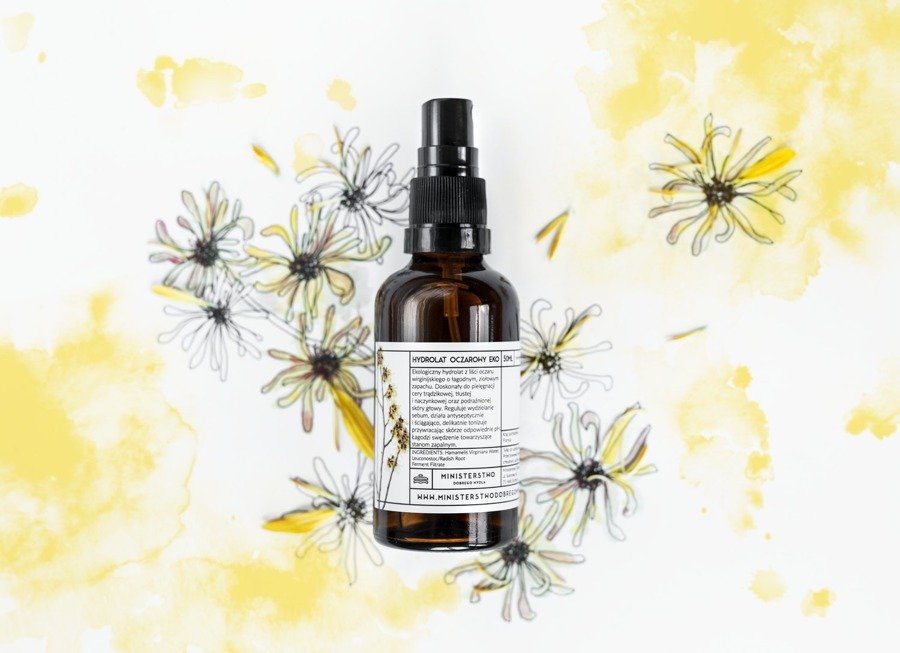 HYDROLAT OCZAROWY EKO 50ML
Ekologiczny hydrolat z liści oczaru
wirginijskiego o łagodnym, ziołowym
zapachu. Doskonały do pielęgnacji
cery trądzikowej, tłustej
i naczynkowej oraz podrażnionej
skóry głowy. Reguluje wydzielanie
sebum, działa antyseptycznie
i ściągająco, delikatnie tonizuje
przywracając skórze odpowiednie pH.
Łagodzi swędzenie towarzyszące
stanom zapalnym.
INGREDIENTS: Hamamelis Virginiana Water,
Leuconostoc/Radish Root
Ferment Filtrate
MINISTERSTWO
DOBREGO MYDŁA
WWW.MINISTERSTWODOBREGO